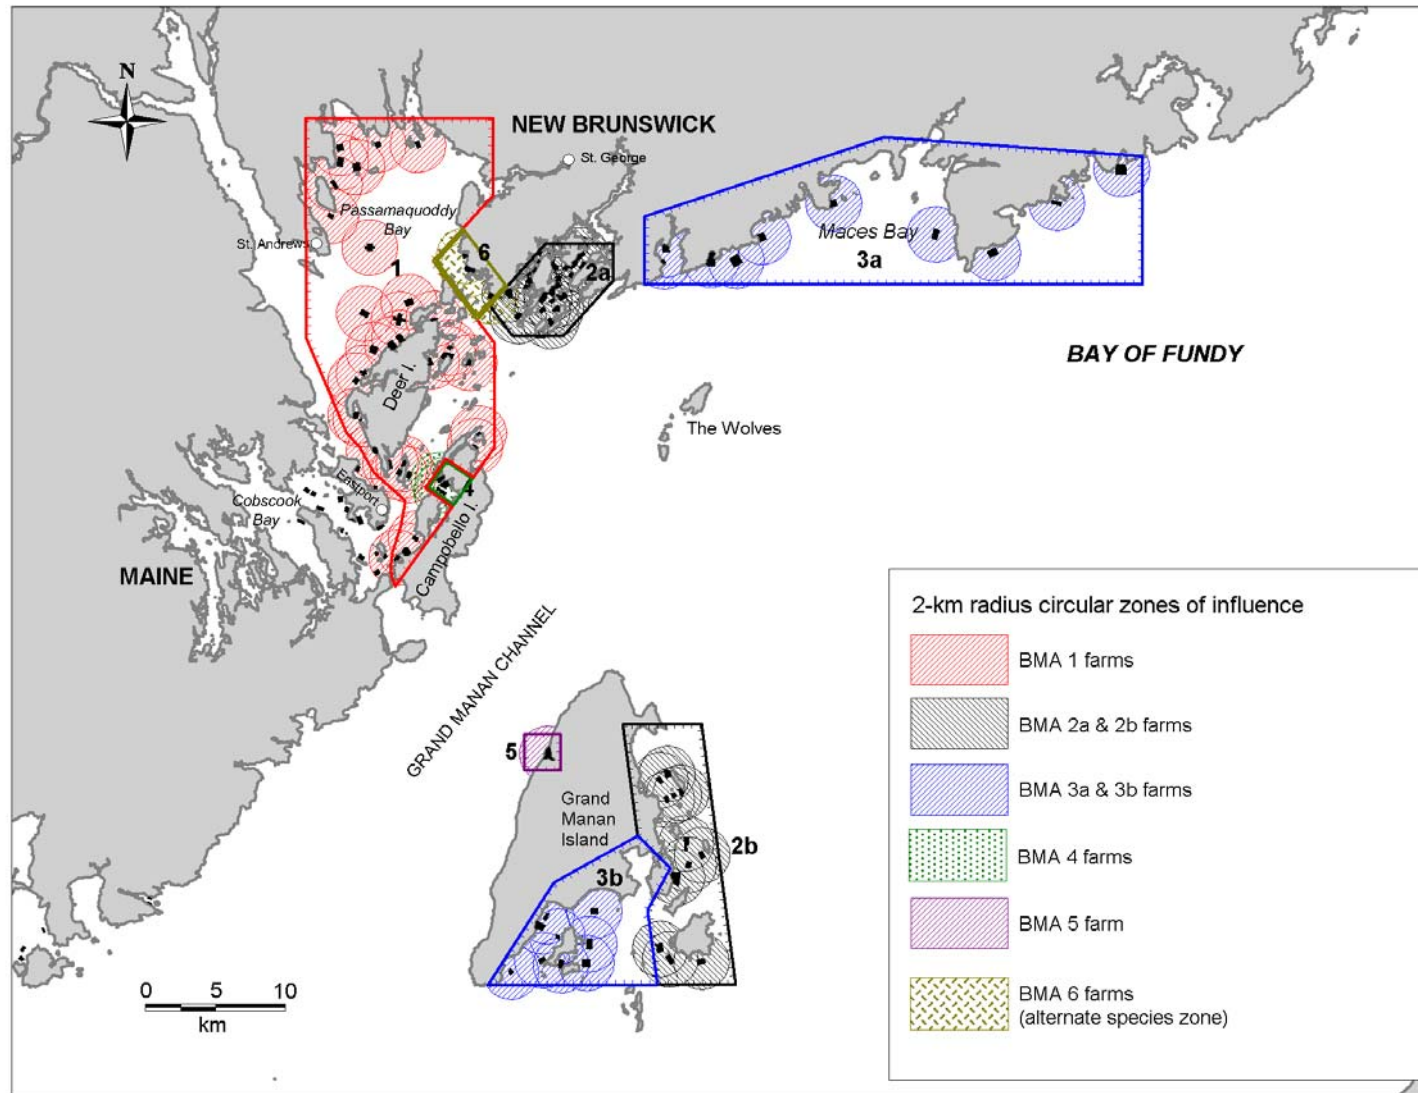 N
NEW BRUNSWICK
St. George
Passamaquoddy
Bay
St. Andrews
6
2a
1
Maces Bay
3a
BAY OF FUNDY
Deer I.
The Wolves
Eastport
4
Cobscook
Bay
Campobello I.
MAINE
GRAND MANAN CHANNEL
5
Grand
Manan
Island
2b
3b
0 5 10
km
2-km radius circular zones of influence
BMA 1 farms
BMA 2a & 2b farms
BMA 3a & 3b farms
BMA 4 farms
BMA 5 farm
BMA 6 farms
(alternate species zone)